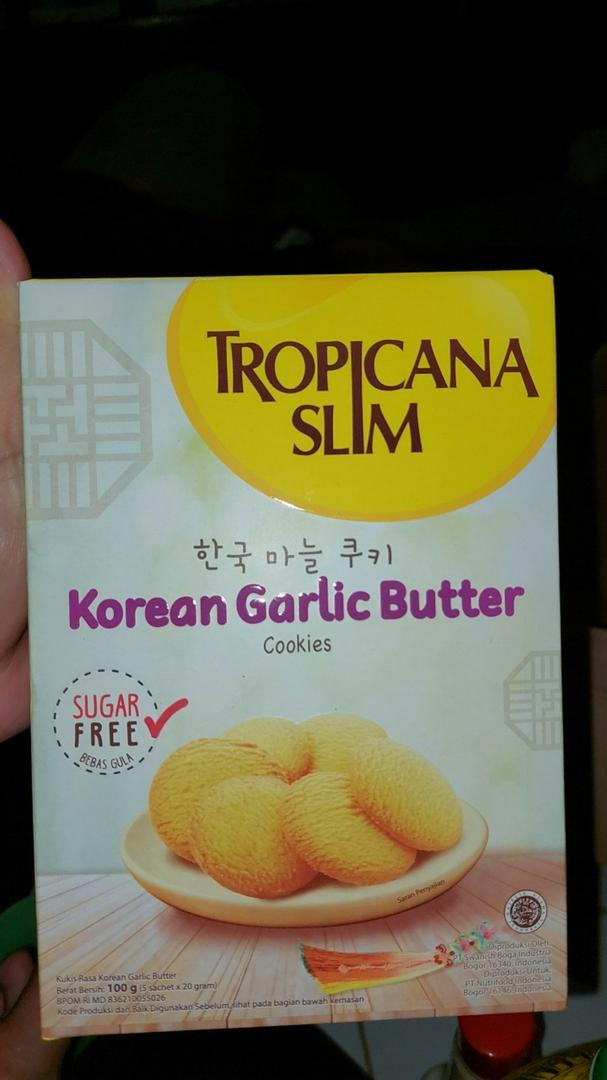 TROPICANA
SLIM
한국 마늘 쿠키
Korean Garlic Butter
Cookies
SUGAR
FREE
BEBAS GULA
Saran Penyajian
Kukis Rasa Korean Garlic Butter
Berat Bersih: 100 g (5 sachet x 20 gram)
BPOM RI MD 836210055026
Kode Produksi dan Baik Digunakan Sebelum, lihat pada bagian bawah kemasan
Diproduksi Oleh:
PT Swanish Boga Industria
Bogor 16340, Indonesia
Diproduksi Untuk:
PT Nutrifood Indonesia
Bogor 16146, Indonesia